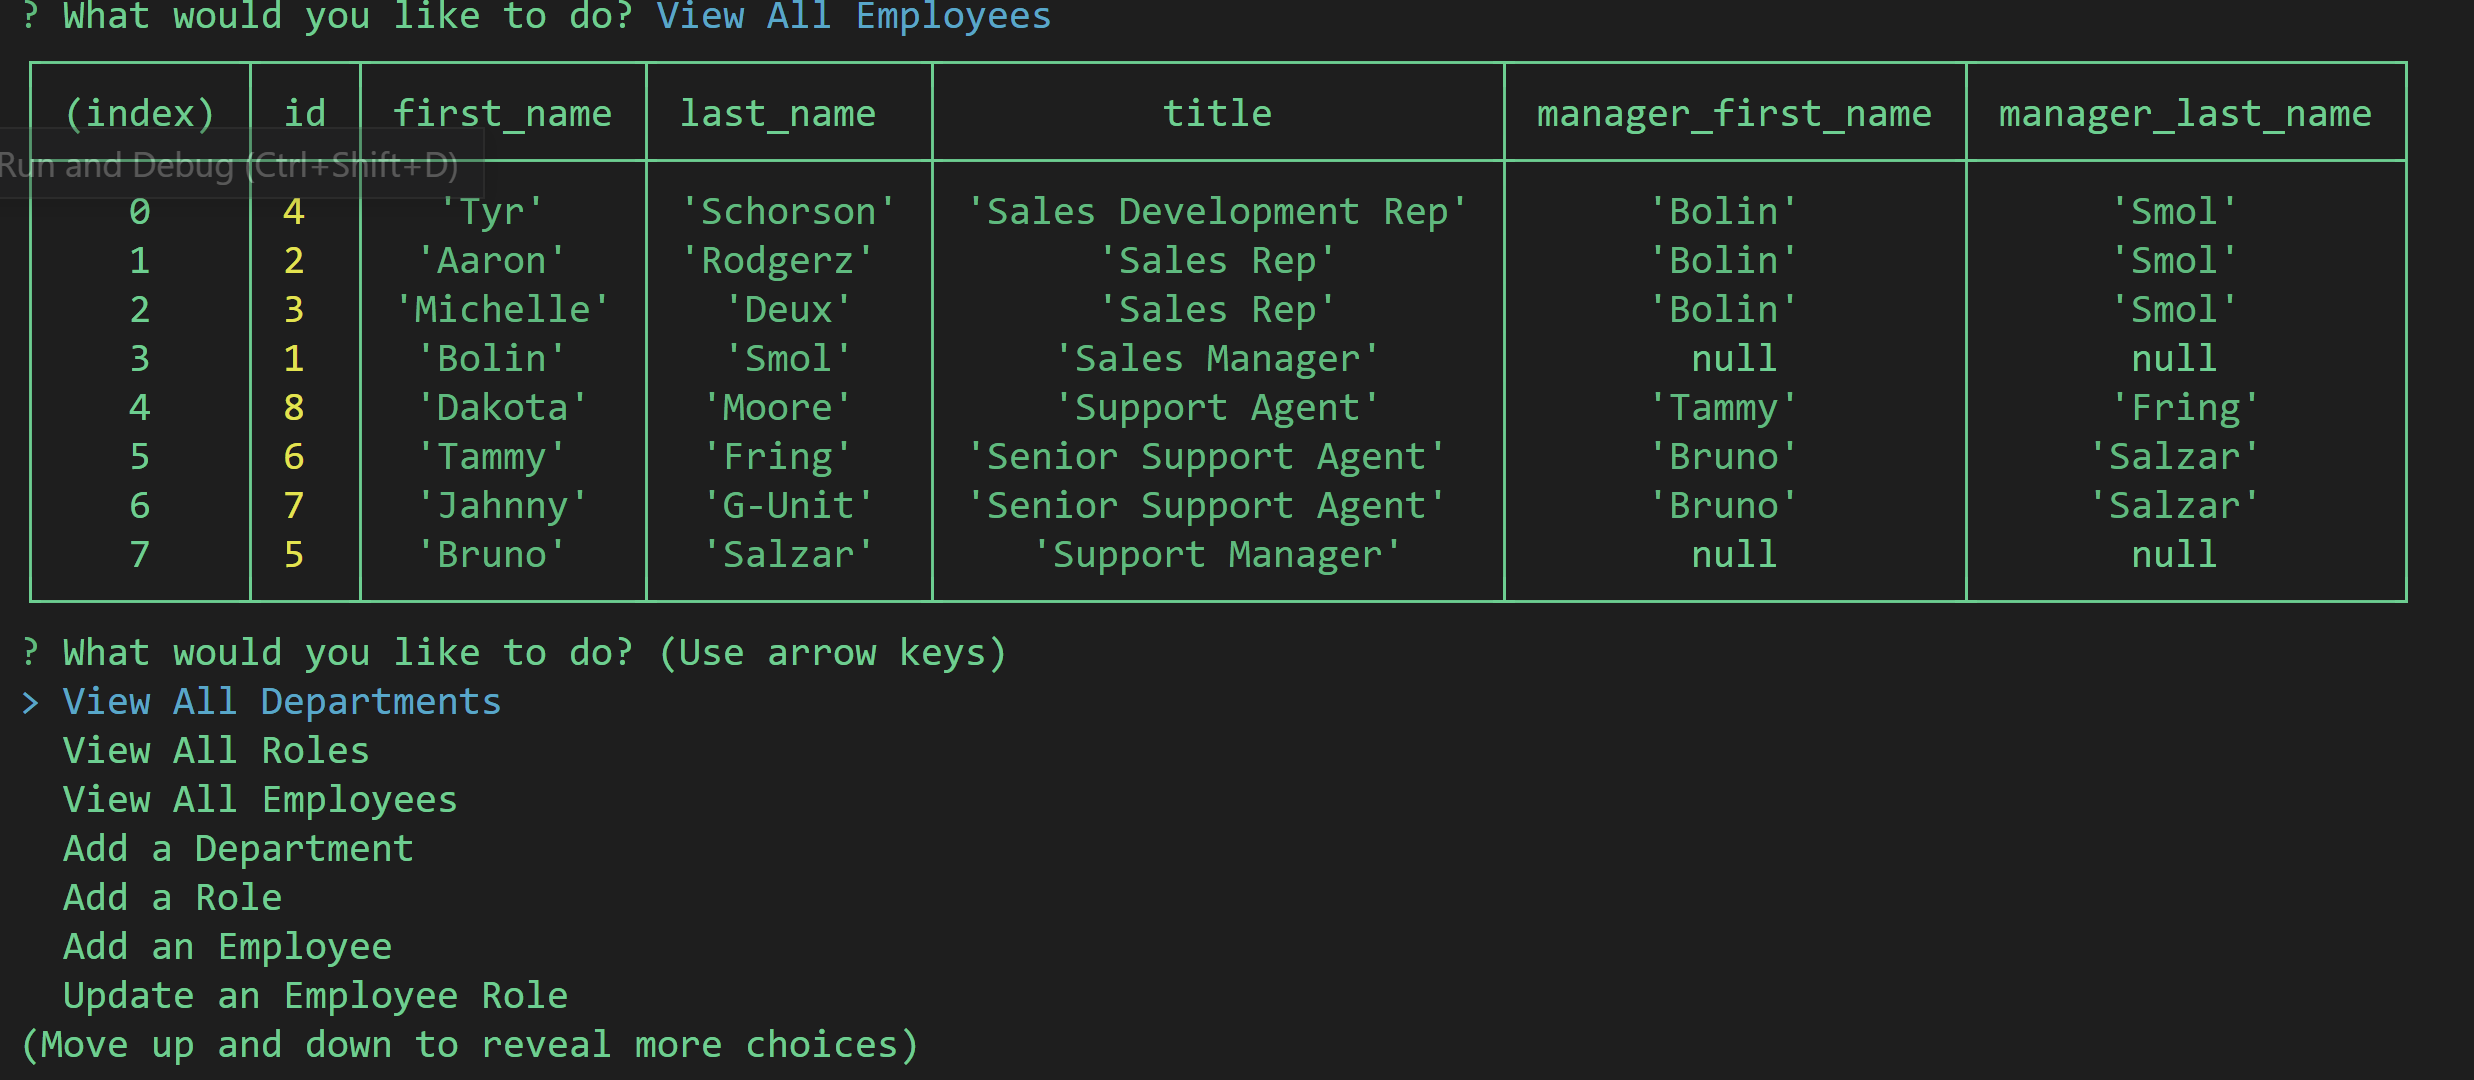 ? What would you like to do? View All Employees
(index) id first_name last_name title manager_first_name manager_last_name
Run and Debug (Ctrl+Shift+D)
0 4 'Tyr' 'Schorson' 'Sales Development Rep' 'Bolin' 'Smol'
1 2 'Aaron' 'Rodgerz' 'Sales Rep' 'Bolin' 'Smol'
2 3 'Michelle' 'Deux' 'Sales Rep' 'Bolin' 'Smol'
3 1 'Bolin' 'Smol' 'Sales Manager' null null
4 8 'Dakota' 'Moore' 'Support Agent' 'Tammy' 'Fring'
5 6 'Tammy' 'Fring' 'Senior Support Agent' 'Bruno' 'Salzar'
6 7 'Jahnny' 'G-Unit' 'Senior Support Agent' 'Bruno' 'Salzar'
7 5 'Bruno' 'Salzar' 'Support Manager' null null
? What would you like to do? (Use arrow keys)
> View All Departments
View All Roles
View All Employees
Add a Department
Add a Role
Add an Employee
Update an Employee Role
(Move up and down to reveal more choices)